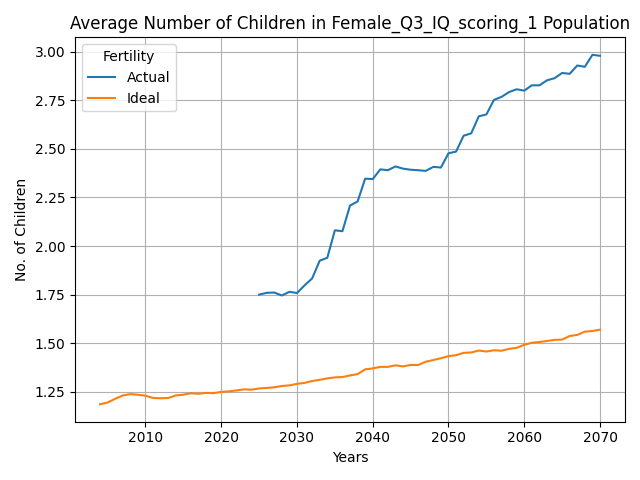 Average Number of Children in Female_Q3_IQ_scoring_1 Population
Fertility
Actual
Ideal
No. of Children
3.00
2.75
2.50
2.25
2.00
1.75
1.50
1.25
2010 2020 2030 2040 2050 2060 2070
Years